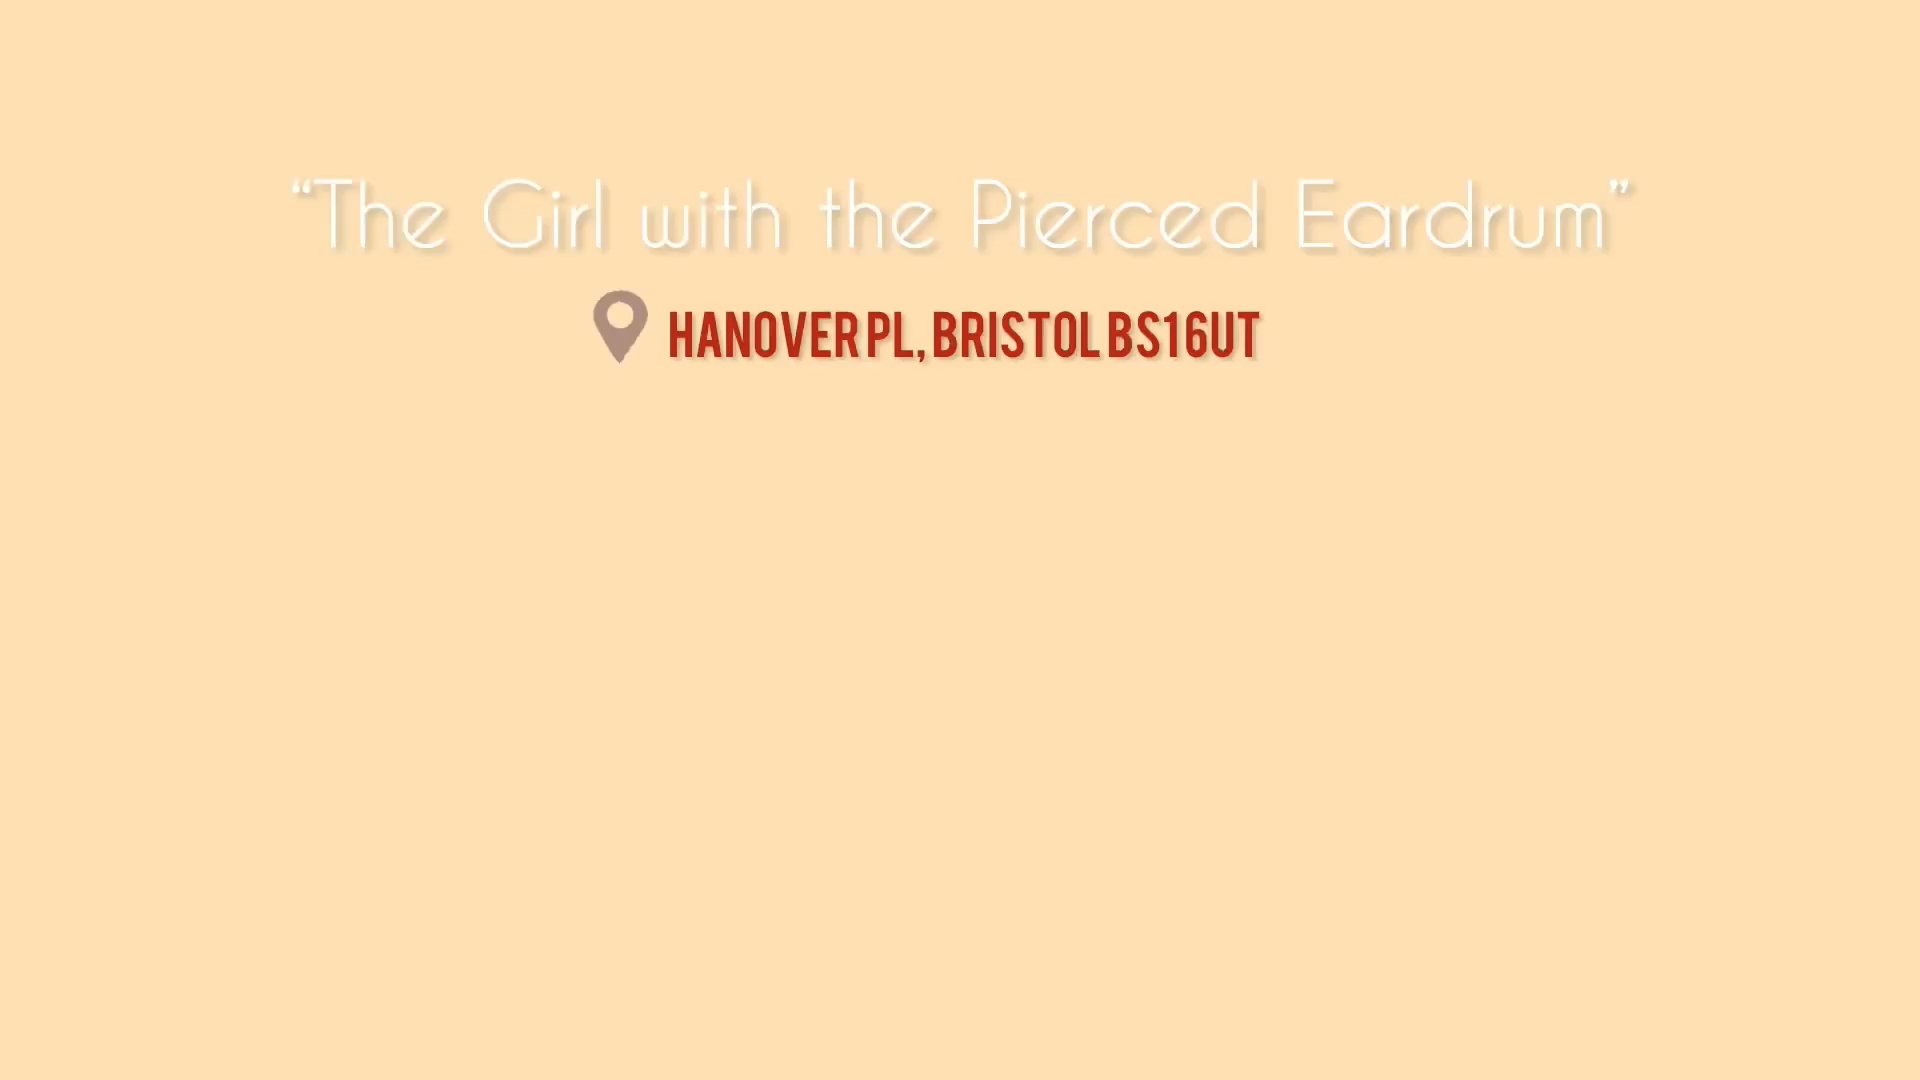 “The Girl with the Pierced Eardrum”
HANOVER PL, BRISTOL BS16UT